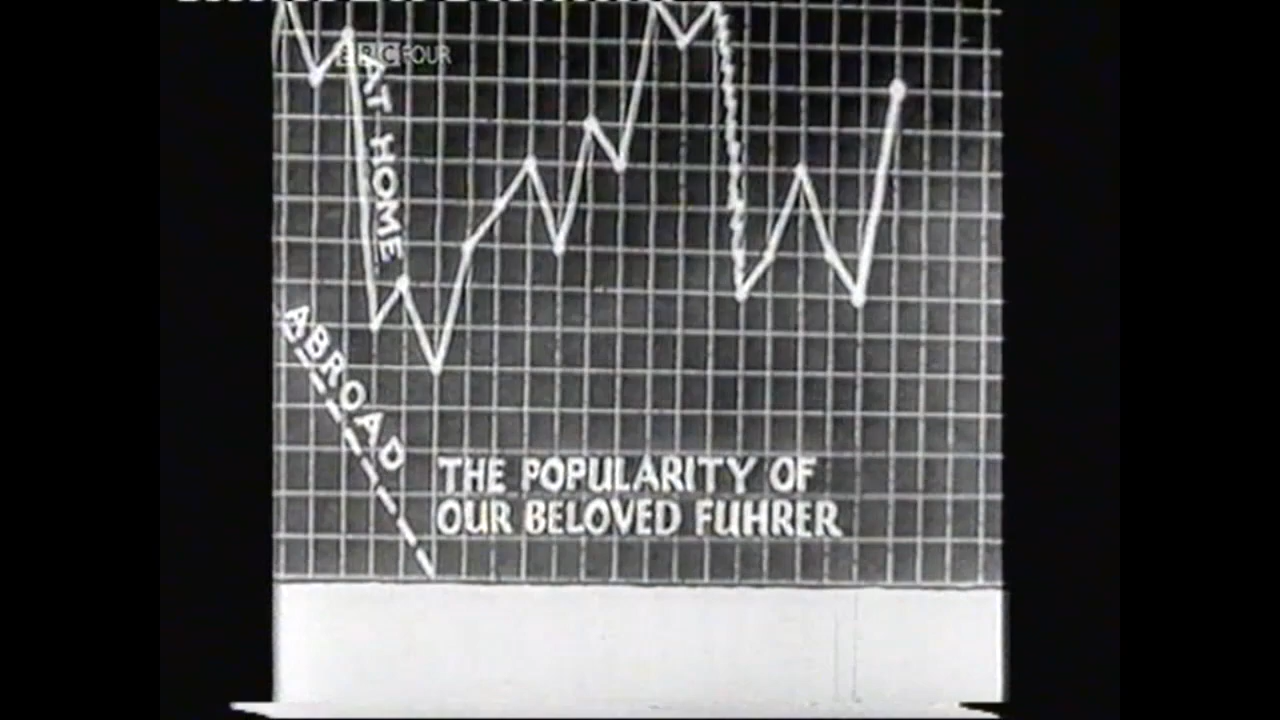 BBC FOUR
AT HOME
ABROAD
THE POPULARITY OF
OUR BELOVED FUHRER